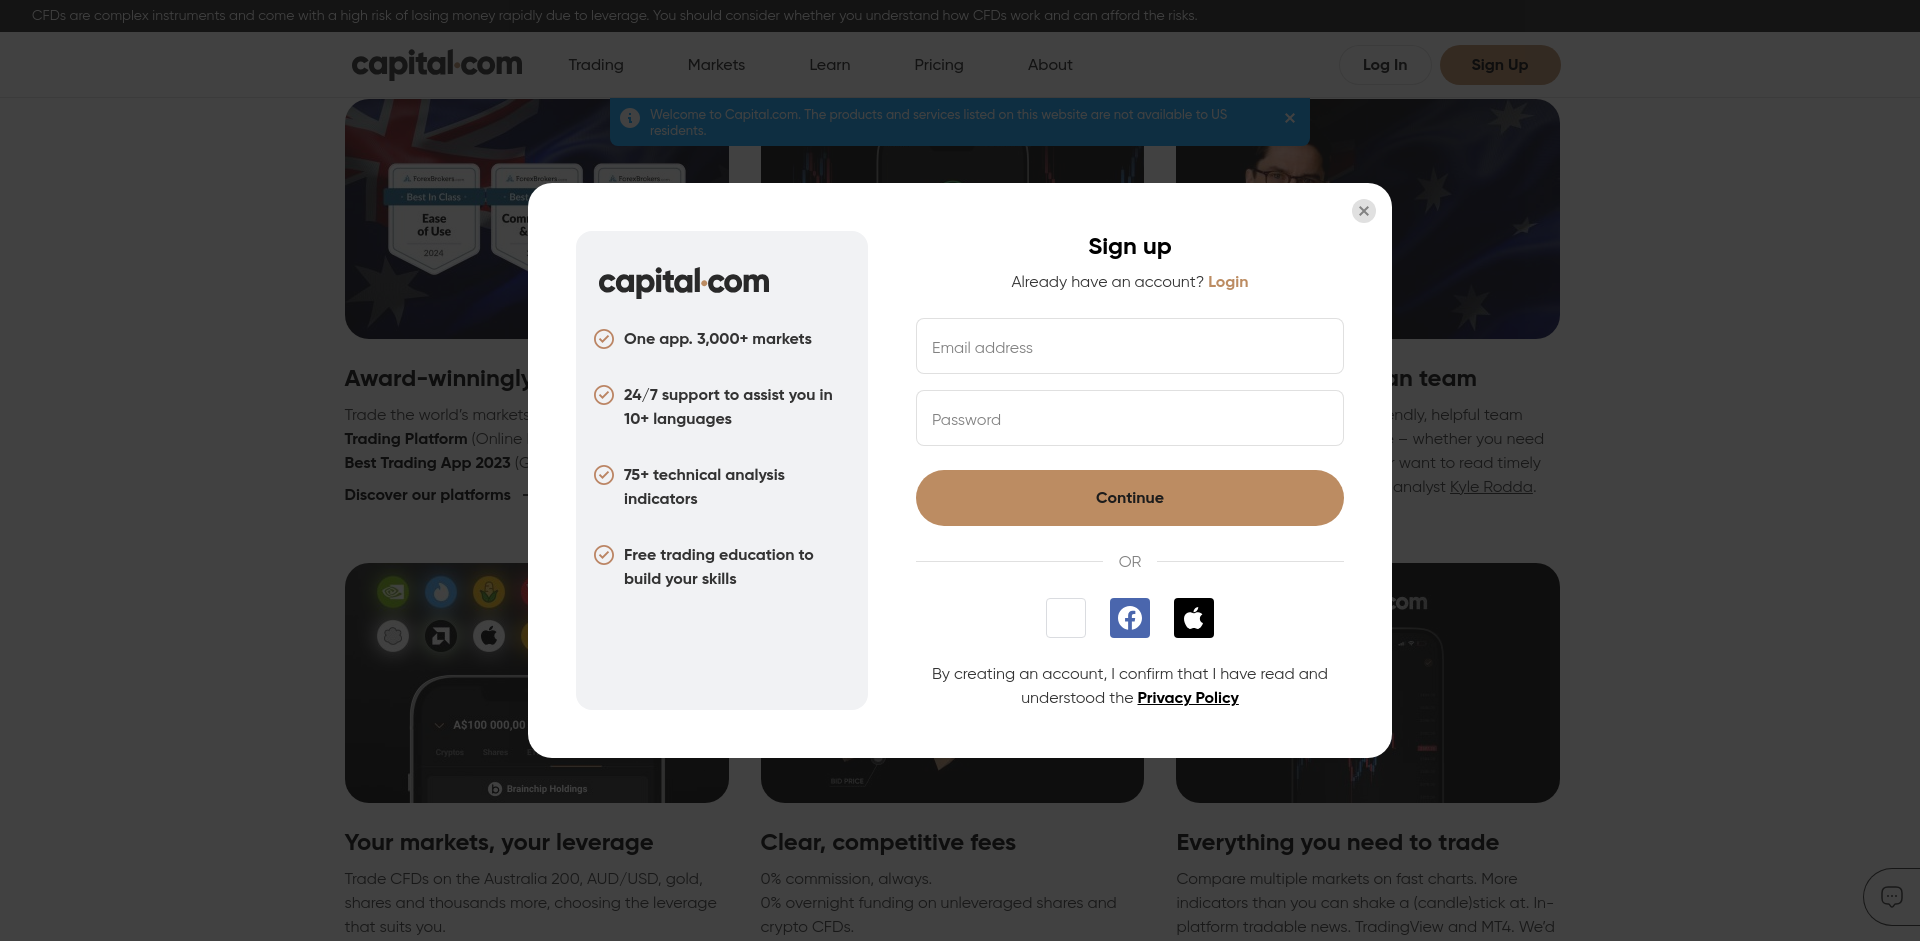 CFDs are complex instruments and come with a high risk of losing money rapidly due to leverage. You should consider whether you understand how CFDs work and can afford the risks.
capital.com
Trading
Markets
Learn
Pricing
About
Log In
Sign Up
Welcome to Capital.com. The products and services listed on this website are not available to US
residents.
ForexBrokers.com
ForexBrokers.com
ForexBrokers.com
Best In Class
Best
Ease
of Use
2024
Com
&
Award-winningly
Trade the world's markets
Trading Platform (Online
Best Trading App 2023 (G
Discover our platforms
an team
endly, helpful team
– whether you need
want to read timely
analyst Kyle Rodda.
capital.com
One app. 3,000+ markets
24/7 support to assist you in
10+ languages
75+ technical analysis
indicators
Free trading education to
build your skills
Sign up
Already have an account? Login
Email address
Password
Continue
OR
By creating an account, I confirm that I have read and
understood the Privacy Policy
com
A$100 000,00
Cryptos
Shares
Brainchip Holdings
BID PRICE
Your markets, your leverage
Trade CFDs on the Australia 200, AUD/USD, gold,
shares and thousands more, choosing the leverage
that suits you.
Clear, competitive fees
0% commission, always.
0% overnight funding on unleveraged shares and
crypto CFDs.
Everything you need to trade
Compare multiple markets on fast charts. More
indicators than you can shake a (candle)stick at. In-
platform tradable news. TradingView and MT4. We'd